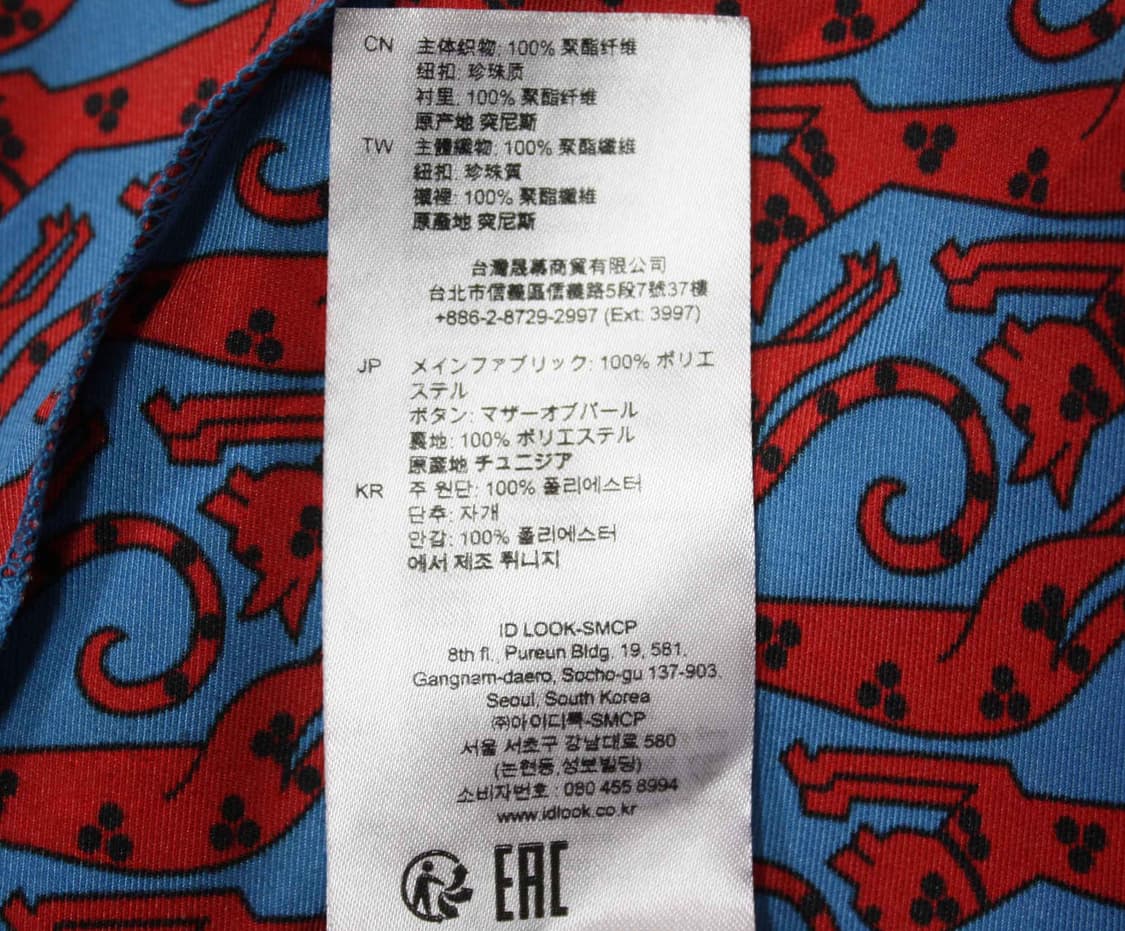 CN 主体织物: 100% 聚酯纤维
纽扣: 珍珠质
衬里: 100% 聚酯纤维
原产地 突尼斯
TW 主體織物: 100% 聚酯纖維
紐扣: 珍珠質
襯裡: 100% 聚酯纖維
原產地 突尼斯
台灣晟幕商貿有限公司
台北市信義區信義路5段7號37樓
+886-2-8729-2997 (Ext: 3997)
JP メインファブリック: 100% ポリエ
ステル
ボタン: マザーオブパール
裏地: 100% ポリエステル
原産地 チュニジア
KR 주 원단: 100% 폴리에스터
단추: 자개
안감: 100% 폴리에스터
에서 제조 튀니지
ID LOOK-SMCP
8th fl., Pureun Bldg. 19, 581,
Gangnam-daero, Socho-gu 137-903.
Seoul, South Korea
㈜아이디룩-SMCP
서울 서초구 강남대로 580
(논현동,성보빌딩)
소비자번호 : 080 455 8994
www.idlook.co.kr
EAC